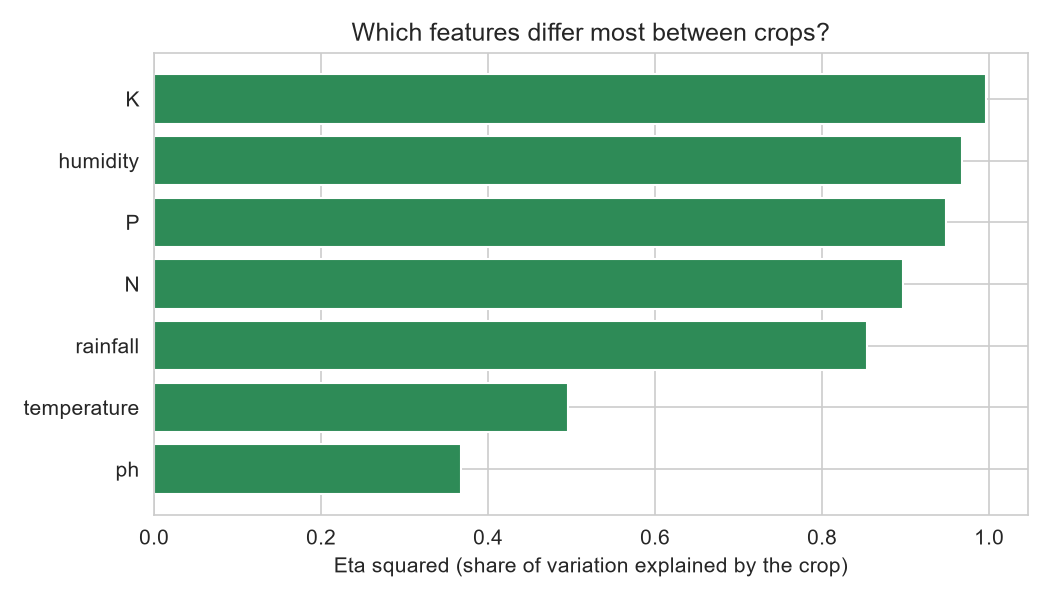 Which features differ most between crops?
K
humidity
P
N
rainfall
temperature
ph
0.0 0.2 0.4 0.6 0.8 1.0
Eta squared (share of variation explained by the crop)